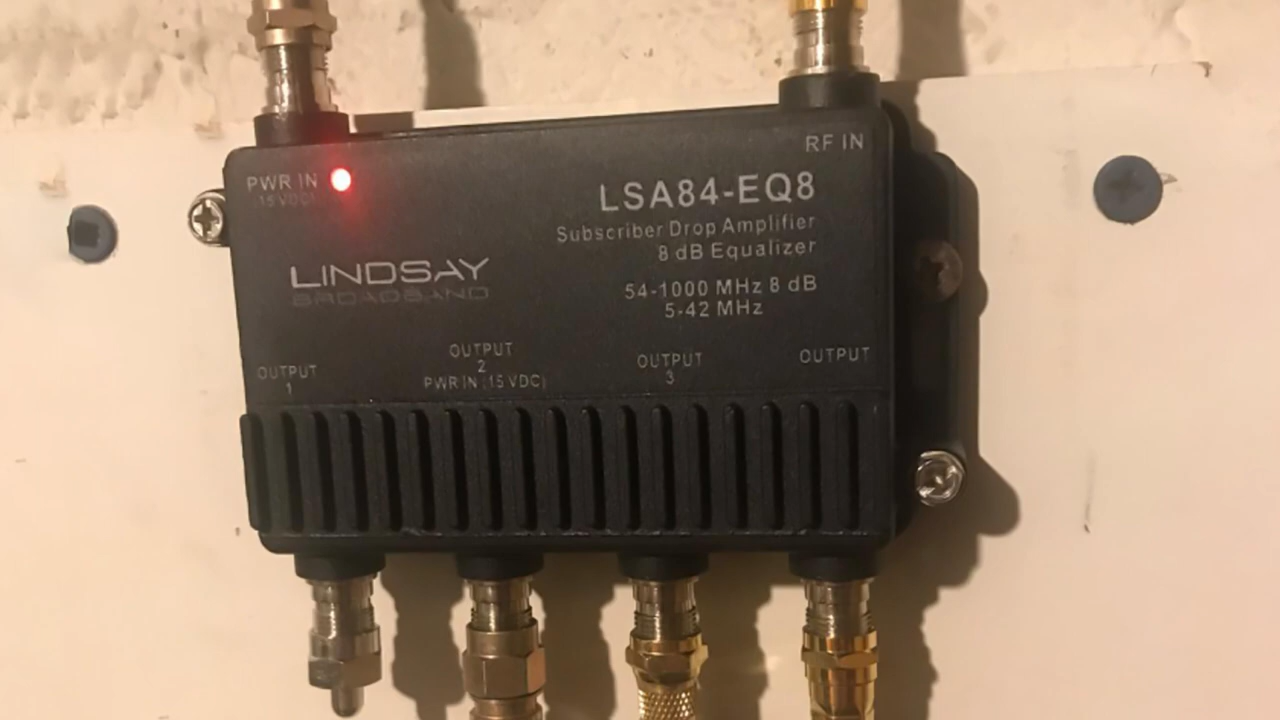 RF IN
PWR IN
(15 VDC)
LSA84-EQ8
Subscriber Drop Amplifier
8 dB Equalizer
LINDSAY
BROADBAND
54-1000 MHz 8 dB
5-42 MHz
OUTPUT
1
OUTPUT
2
PWR IN (15 VDC)
OUTPUT
3
OUTPUT